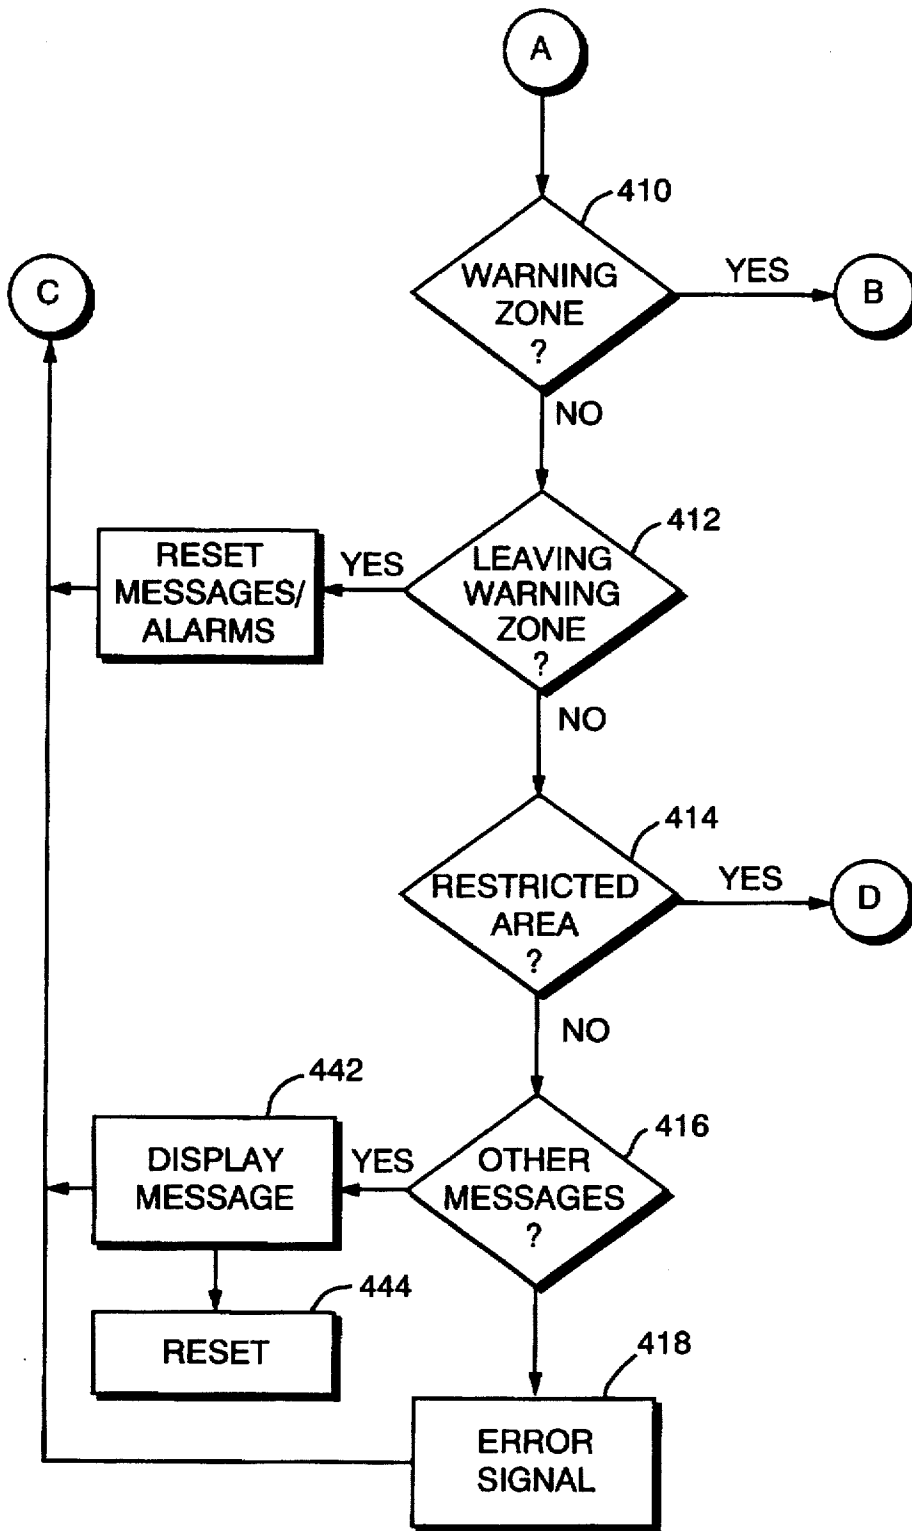 A
410
WARNING
ZONE
?
YES
B
C
NO
412
LEAVING
WARNING
ZONE
?
YES
RESET
MESSAGES/
ALARMS
NO
414
RESTRICTED
AREA
?
YES
D
NO
416
OTHER
MESSAGES
?
YES
442
DISPLAY
MESSAGE
444
RESET
418
ERROR
SIGNAL